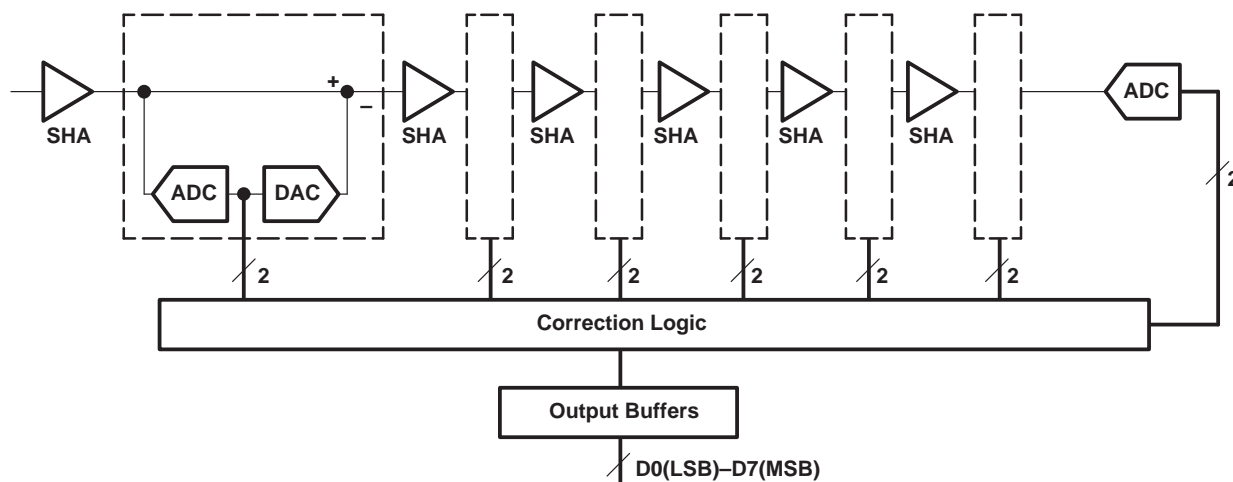 +
–
SHA
SHA
SHA
SHA
SHA
SHA
ADC
ADC
DAC
2
2
2
2
2
2
2
Correction Logic
Output Buffers
D0(LSB)–D7(MSB)